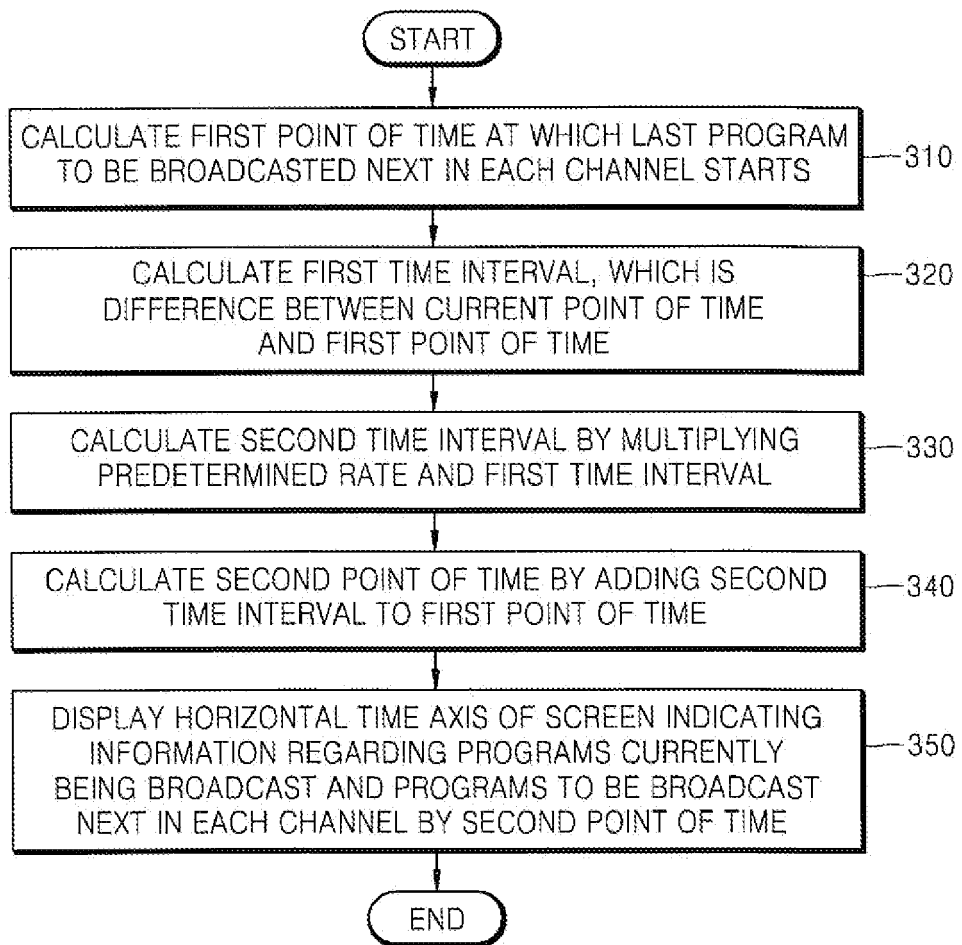 START
CALCULATE FIRST POINT OF TIME AT WHICH LAST PROGRAM
TO BE BROADCASTED NEXT IN EACH CHANNEL STARTS
310
CALCULATE FIRST TIME INTERVAL, WHICH IS
DIFFERENCE BETWEEN CURRENT POINT OF TIME
AND FIRST POINT OF TIME
320
CALCULATE SECOND TIME INTERVAL BY MULTIPLYING
PREDETERMINED RATE AND FIRST TIME INTERVAL
330
CALCULATE SECOND POINT OF TIME BY ADDING SECOND
TIME INTERVAL TO FIRST POINT OF TIME
340
DISPLAY HORIZONTAL TIME AXIS OF SCREEN INDICATING
INFORMATION REGARDING PROGRAMS CURRENTLY
BEING BROADCAST AND PROGRAMS TO BE BROADCAST
NEXT IN EACH CHANNEL BY SECOND POINT OF TIME
350
END